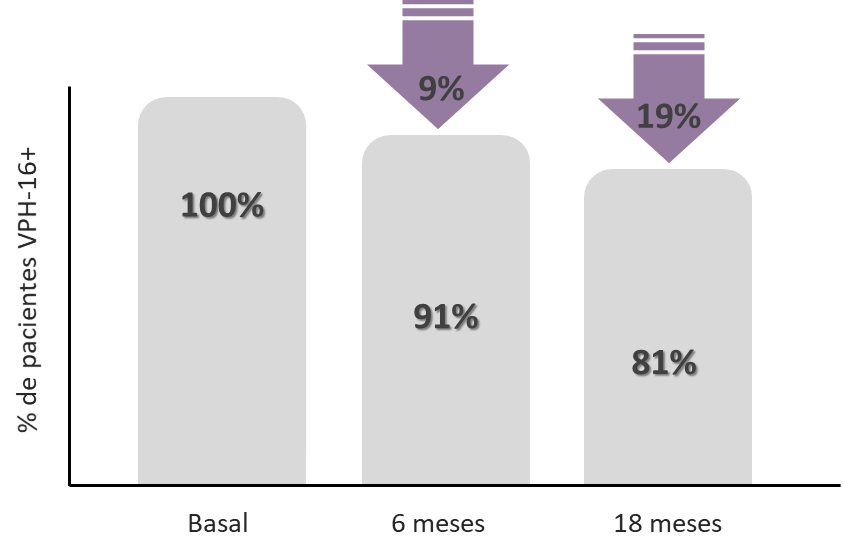 9%
19%
100%
91%
81%
% de pacientes VPH-16+
Basal
6 meses
18 meses